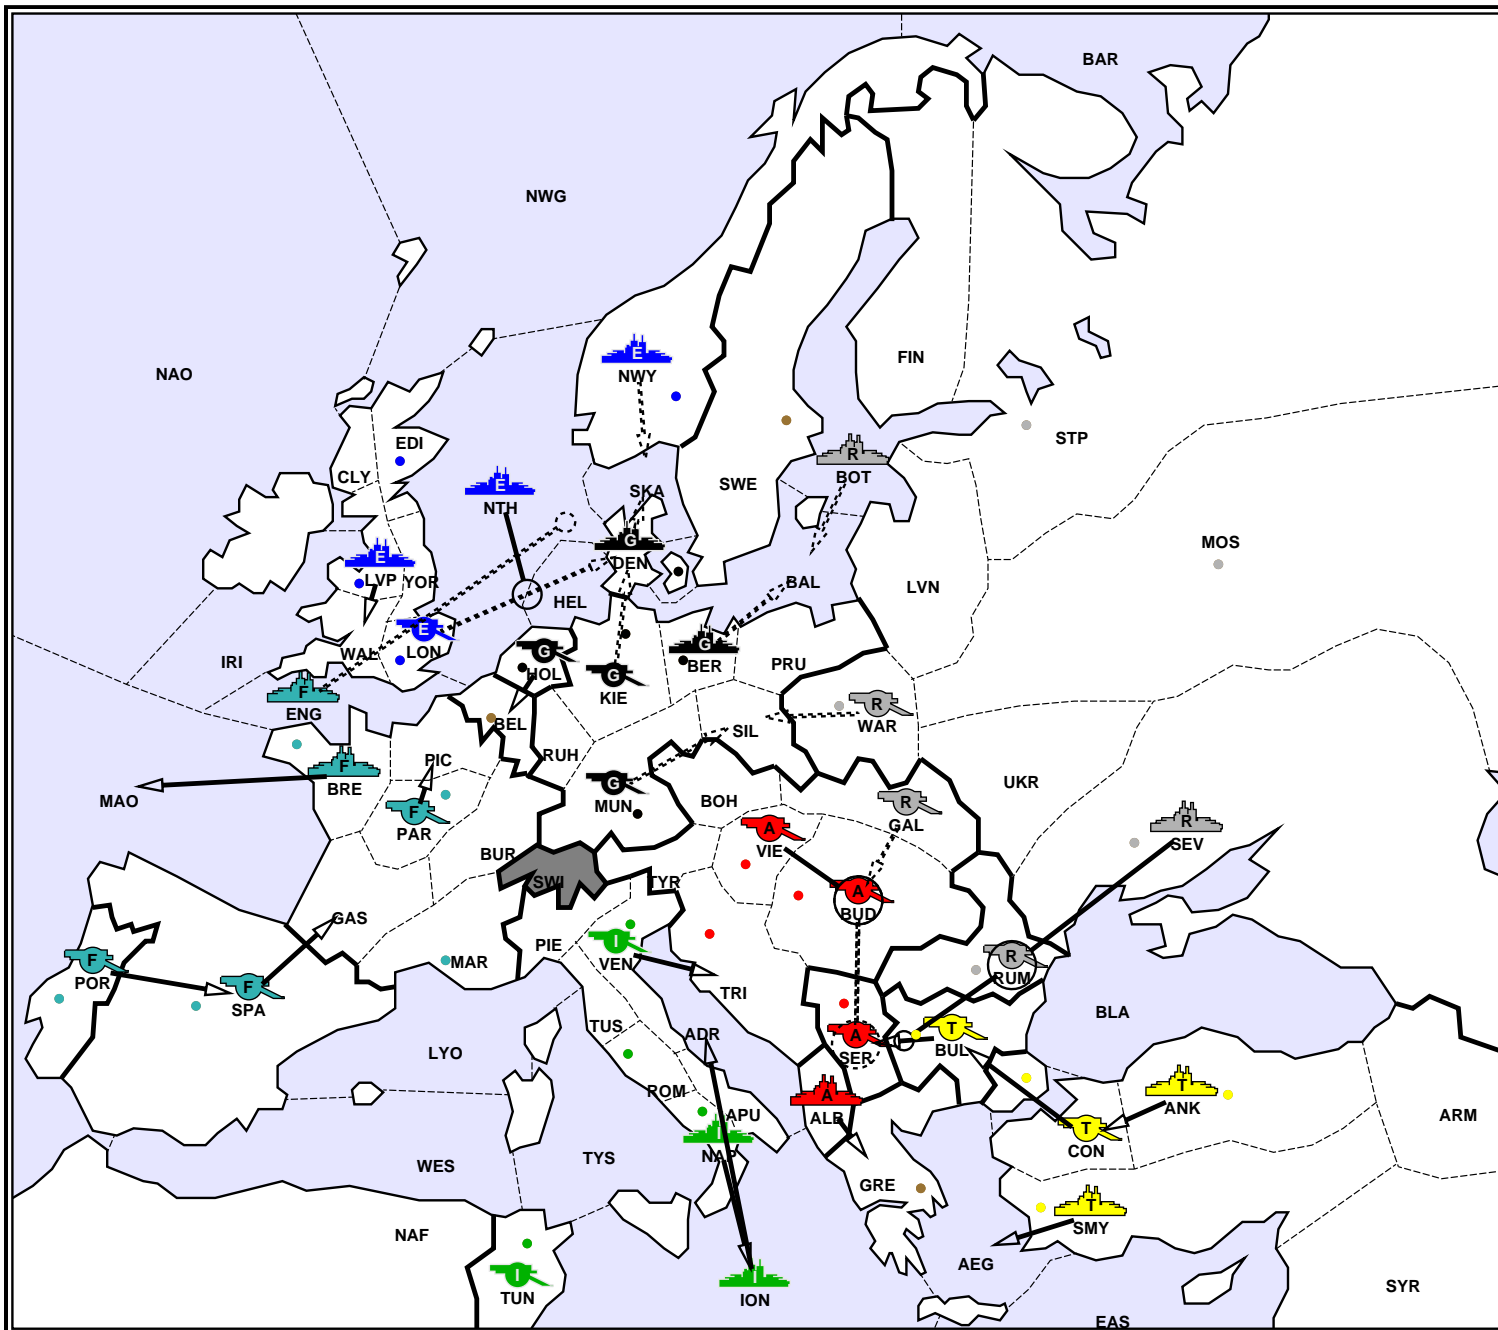 BAR
NWG
NAO
E
NWY
FIN
EDI
R
BOT
STP
CLY
E
NTH
SKA
SWE
G
DEN
MOS
E
LVP
YOR
HEL
BAL
LVN
E
LON
IRI
WAL
G
HOL
G
BER
PRU
G
KIE
F
ENG
BEL
R
WAR
SIL
RUH
PIC
F
BRE
MAO
G
MUN
BOH
R
GAL
UKR
F
PAR
A
VIE
R
SEV
BUR
SWI
TYR
A
BUD
GAS
F
POR
F
SPA
MAR
PIE
I
VEN
TRI
R
RUM
BLA
TUS
ADR
LYO
A
SER
T
BUL
ROM
APU
A
ALB
T
ANK
ARM
I
NAP
T
CON
WES
TYS
GRE
T
SMY
NAF
AEG
I
TUN
I
ION
SYR
EAS